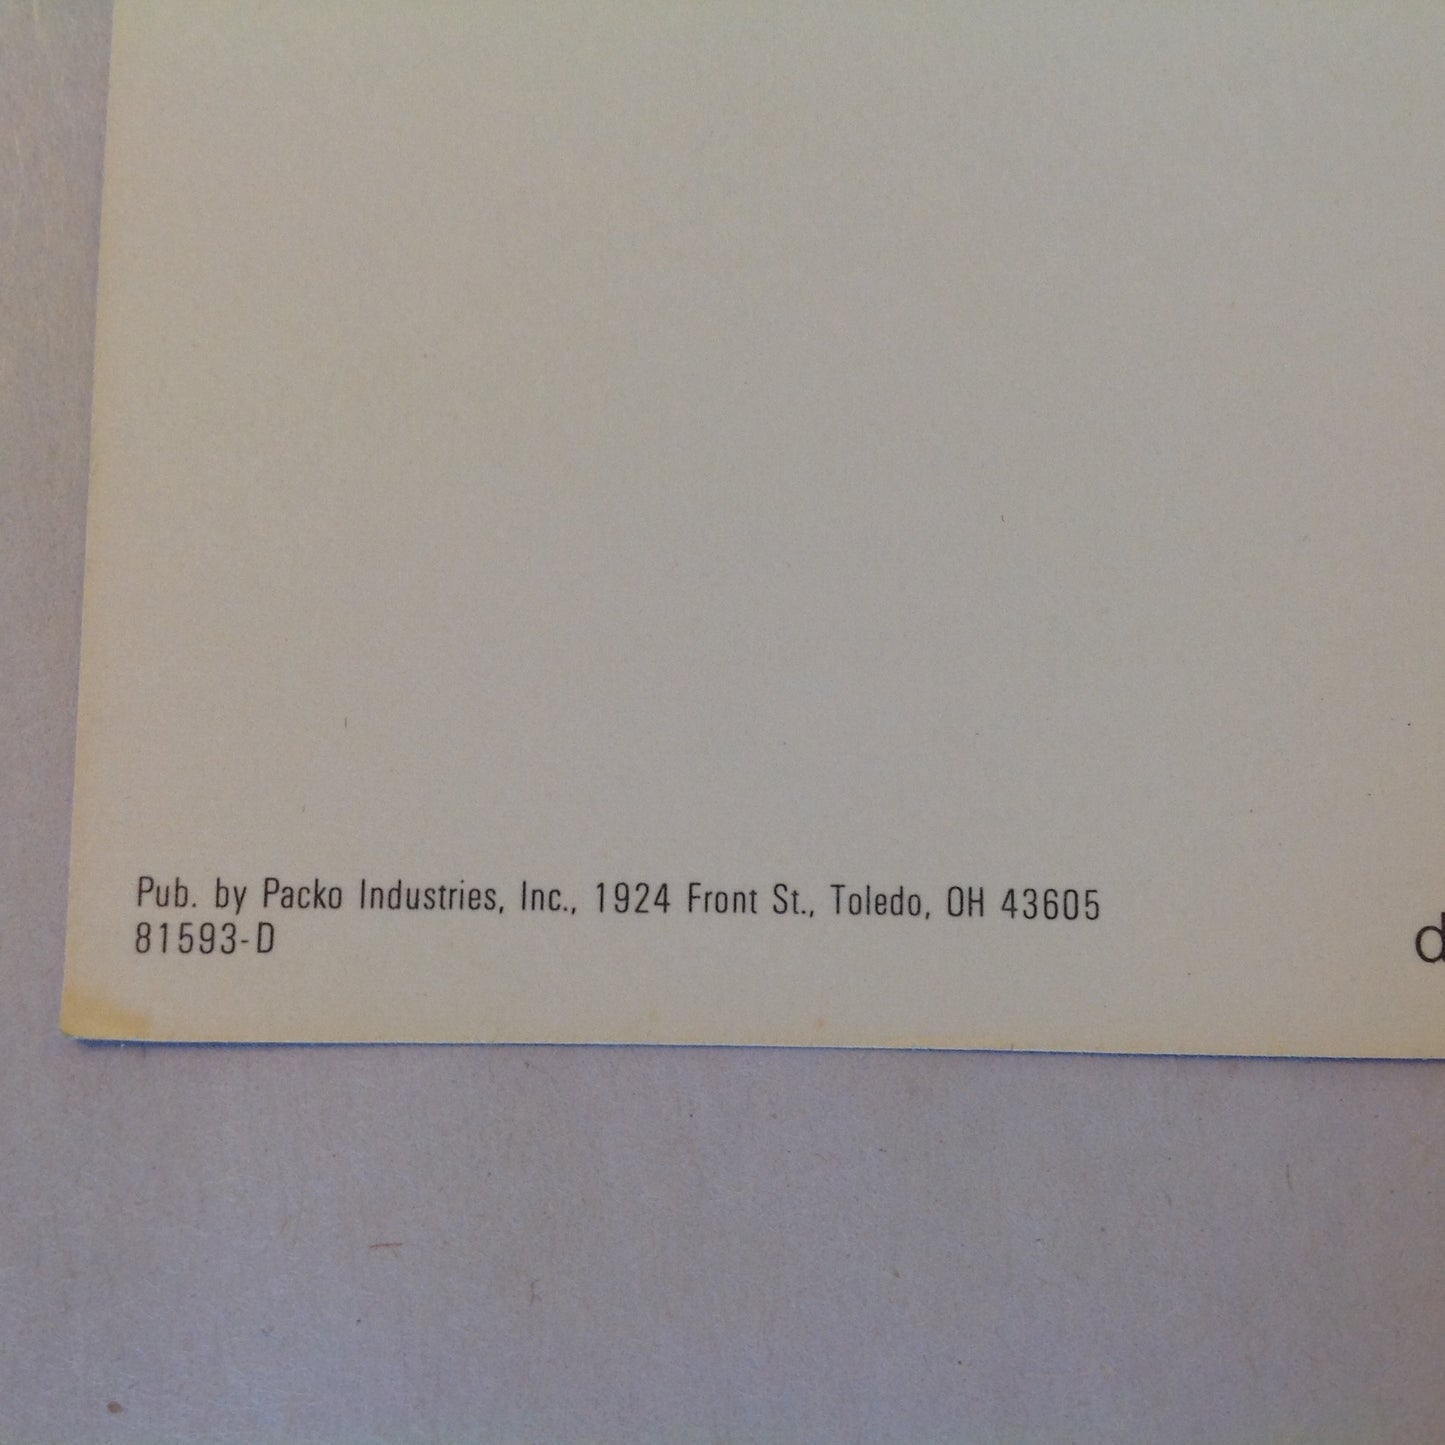 Pub. by Packo Industries, Inc., 1924 Front St., Toledo, OH 43605
81593-D
d